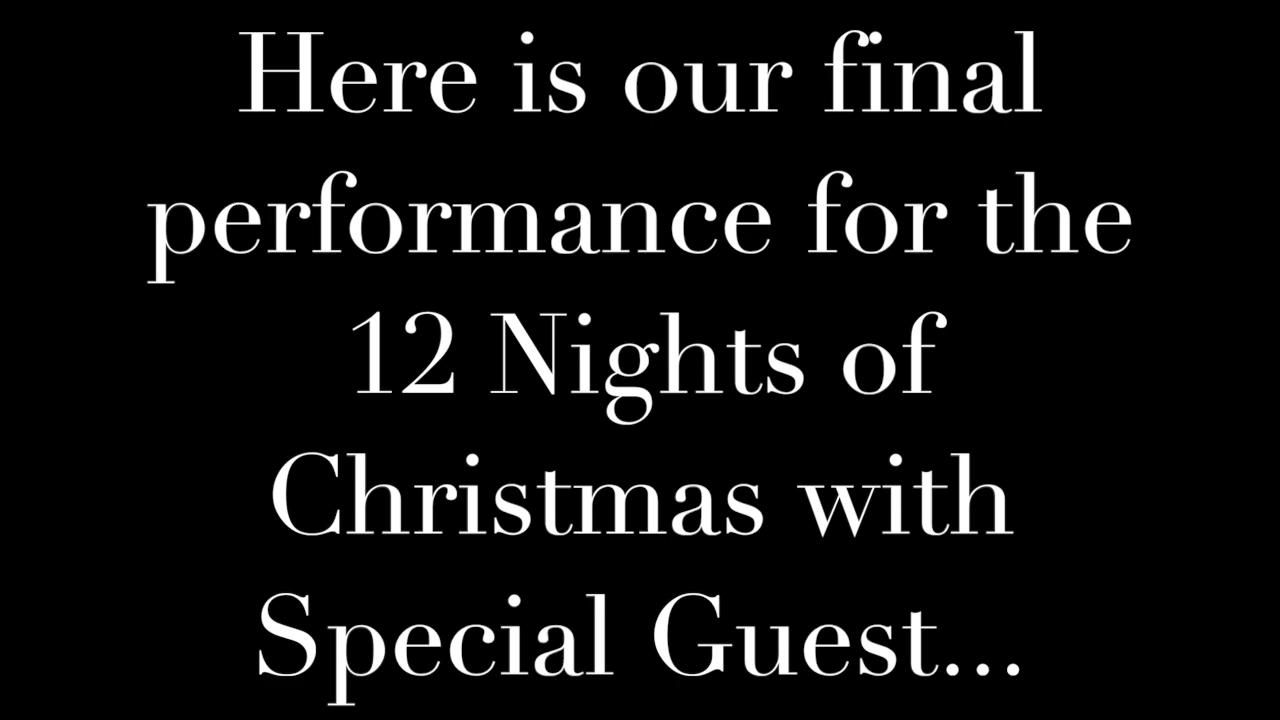 Here is our final
performance for the
12 Nights of
Christmas with
Special Guest...